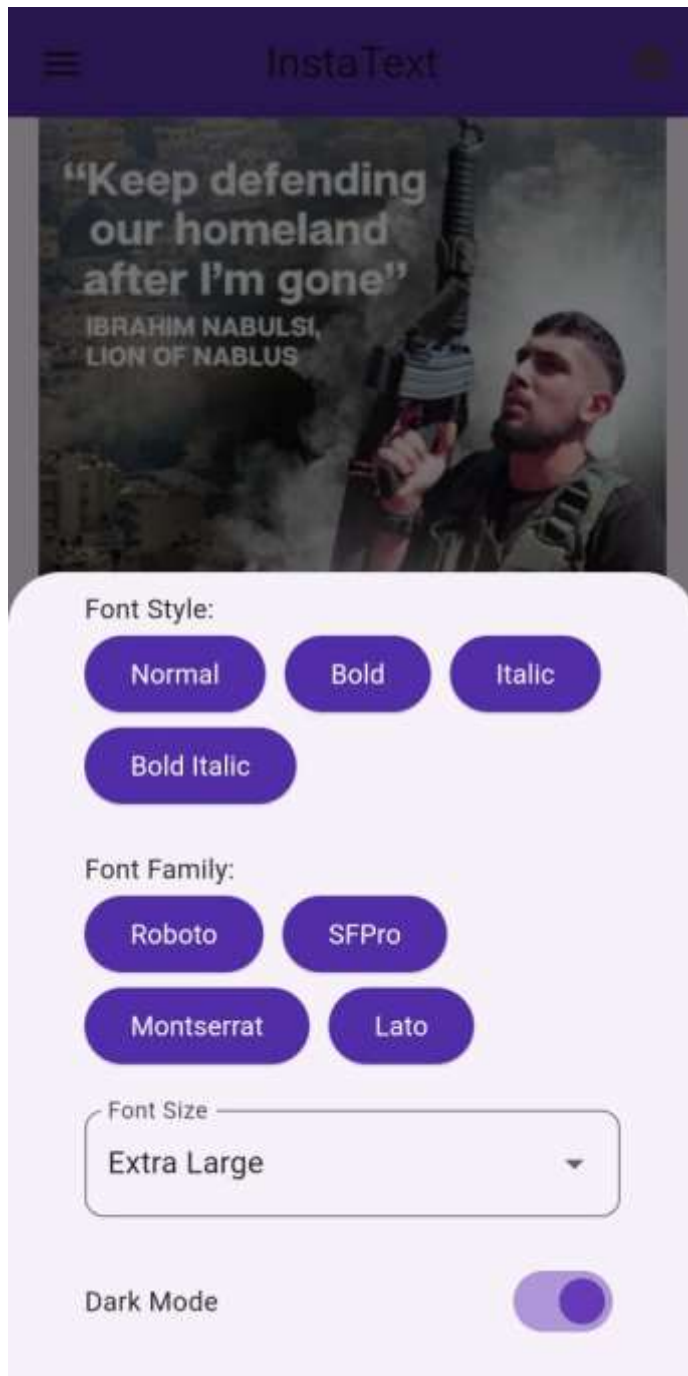 InstaText
“Keep defending
our homeland
after I’m gone”
IBRAHIM NABULSI,
LION OF NABLUS
Font Style:
Normal Bold Italic
Bold Italic
Font Family:
Roboto SFPro
Montserrat Lato
Font Size
Extra Large
Dark Mode